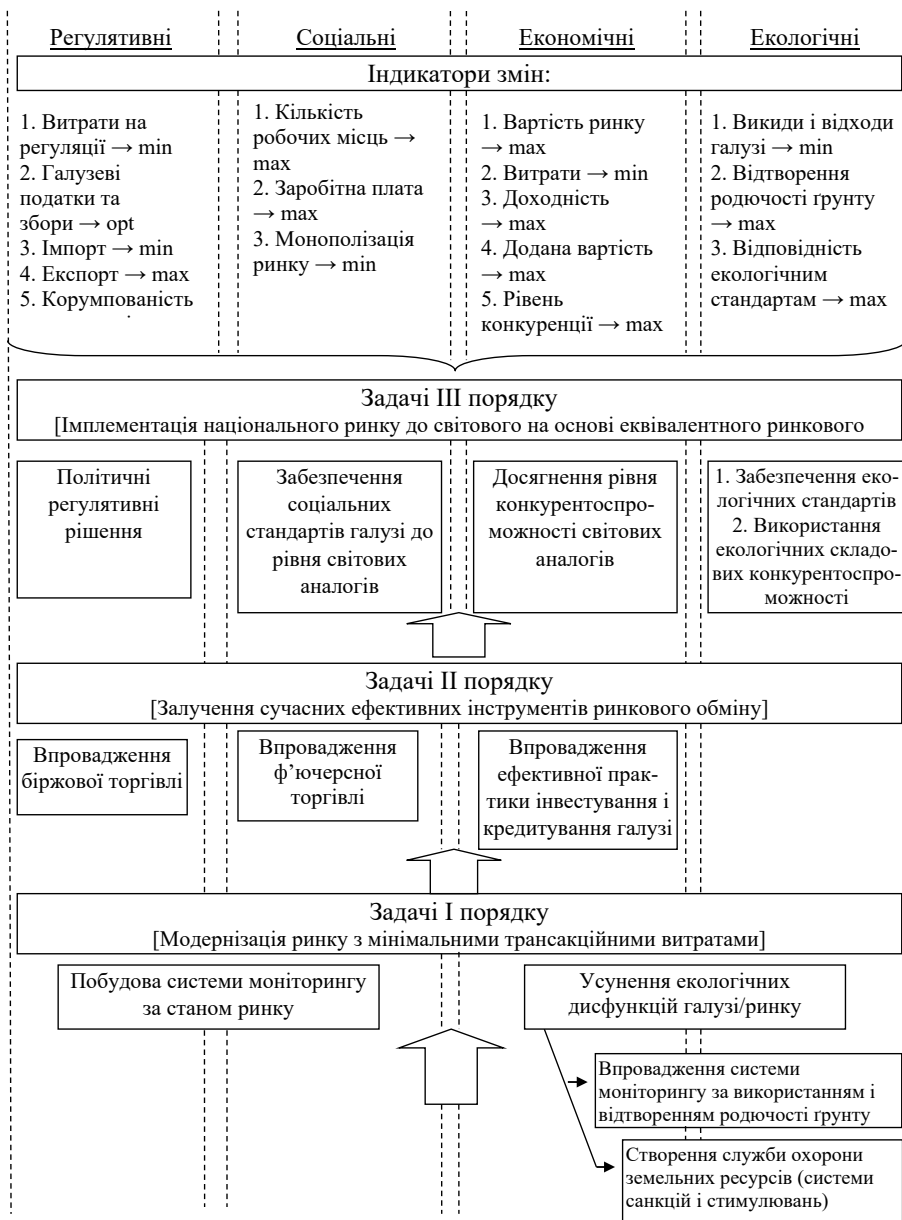 Регулятивні
Соціальні
Економічні
Екологічні
Індикатори змін:
1. Витрати на
регуляції → min
2. Галузеві
податки та
збори → opt
3. Імпорт → min
4. Експорт → max
5. Корумпованість
1. Кількість
робочих місць →
max
2. Заробітна плата
→ max
3. Монополізація
ринку → min
1. Вартість ринку
→ max
2. Витрати → min
3. Доходність
→ max
4. Додана вартість
→ max
5. Рівень
конкуренції → max
1. Викиди і відходи
галузі → min
2. Відтворення
родючості ґрунту →
max
3. Відповідність
екологічним
стандартам → max
Задачі III порядку
[Імплементація національного ринку до світового на основі еквівалентного ринкового
Політичні
регулятивні
рішення
Забезпечення
соціальних
стандартів галузі до
рівня світових
аналогів
Досягнення рівня
конкурентоспро-
можності світових
аналогів
1. Забезпечення еко-
логічних стандартів
2. Використання
екологічних складо-
вих конкурентоспро-
можності
Задачі II порядку
[Залучення сучасних ефективних інструментів ринкового обміну]
Впровадження
біржової торгівлі
Впровадження
ф’ючерсної
торгівлі
Впровадження
ефективної прак-
тики інвестування і
кредитування галузі
Задачі I порядку
[Модернізація ринку з мінімальними трансакційними витратами]
Побудова системи моніторингу
за станом ринку
Усунення екологічних
дисфункцій галузі/ринку
Впровадження системи
моніторингу за використанням і
відтворенням родючості ґрунту
Створення служби охорони
земельних ресурсів (системи
санкцій і стимулювань)